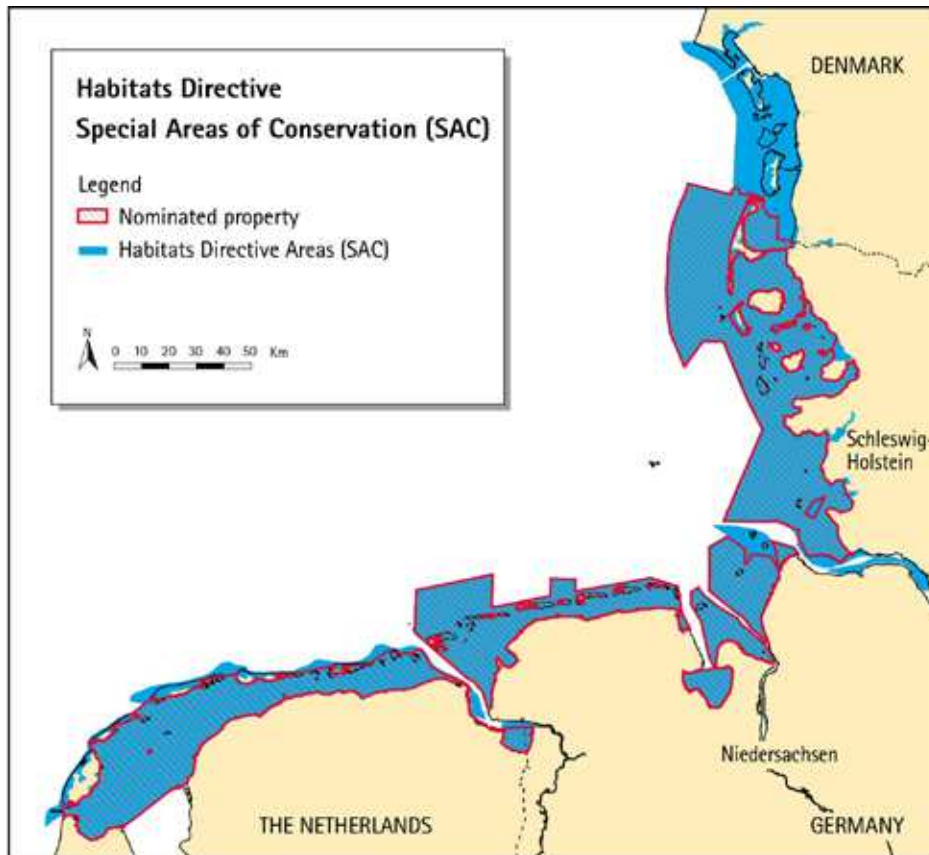 Habitats Directive
Special Areas of Conservation (SAC)
Legend
Nominated property
Habitats Directive Areas (SAC)
N
0 10 20 30 40 50 Km
DENMARK
Schleswig-
Holstein
Niedersachsen
THE NETHERLANDS
GERMANY